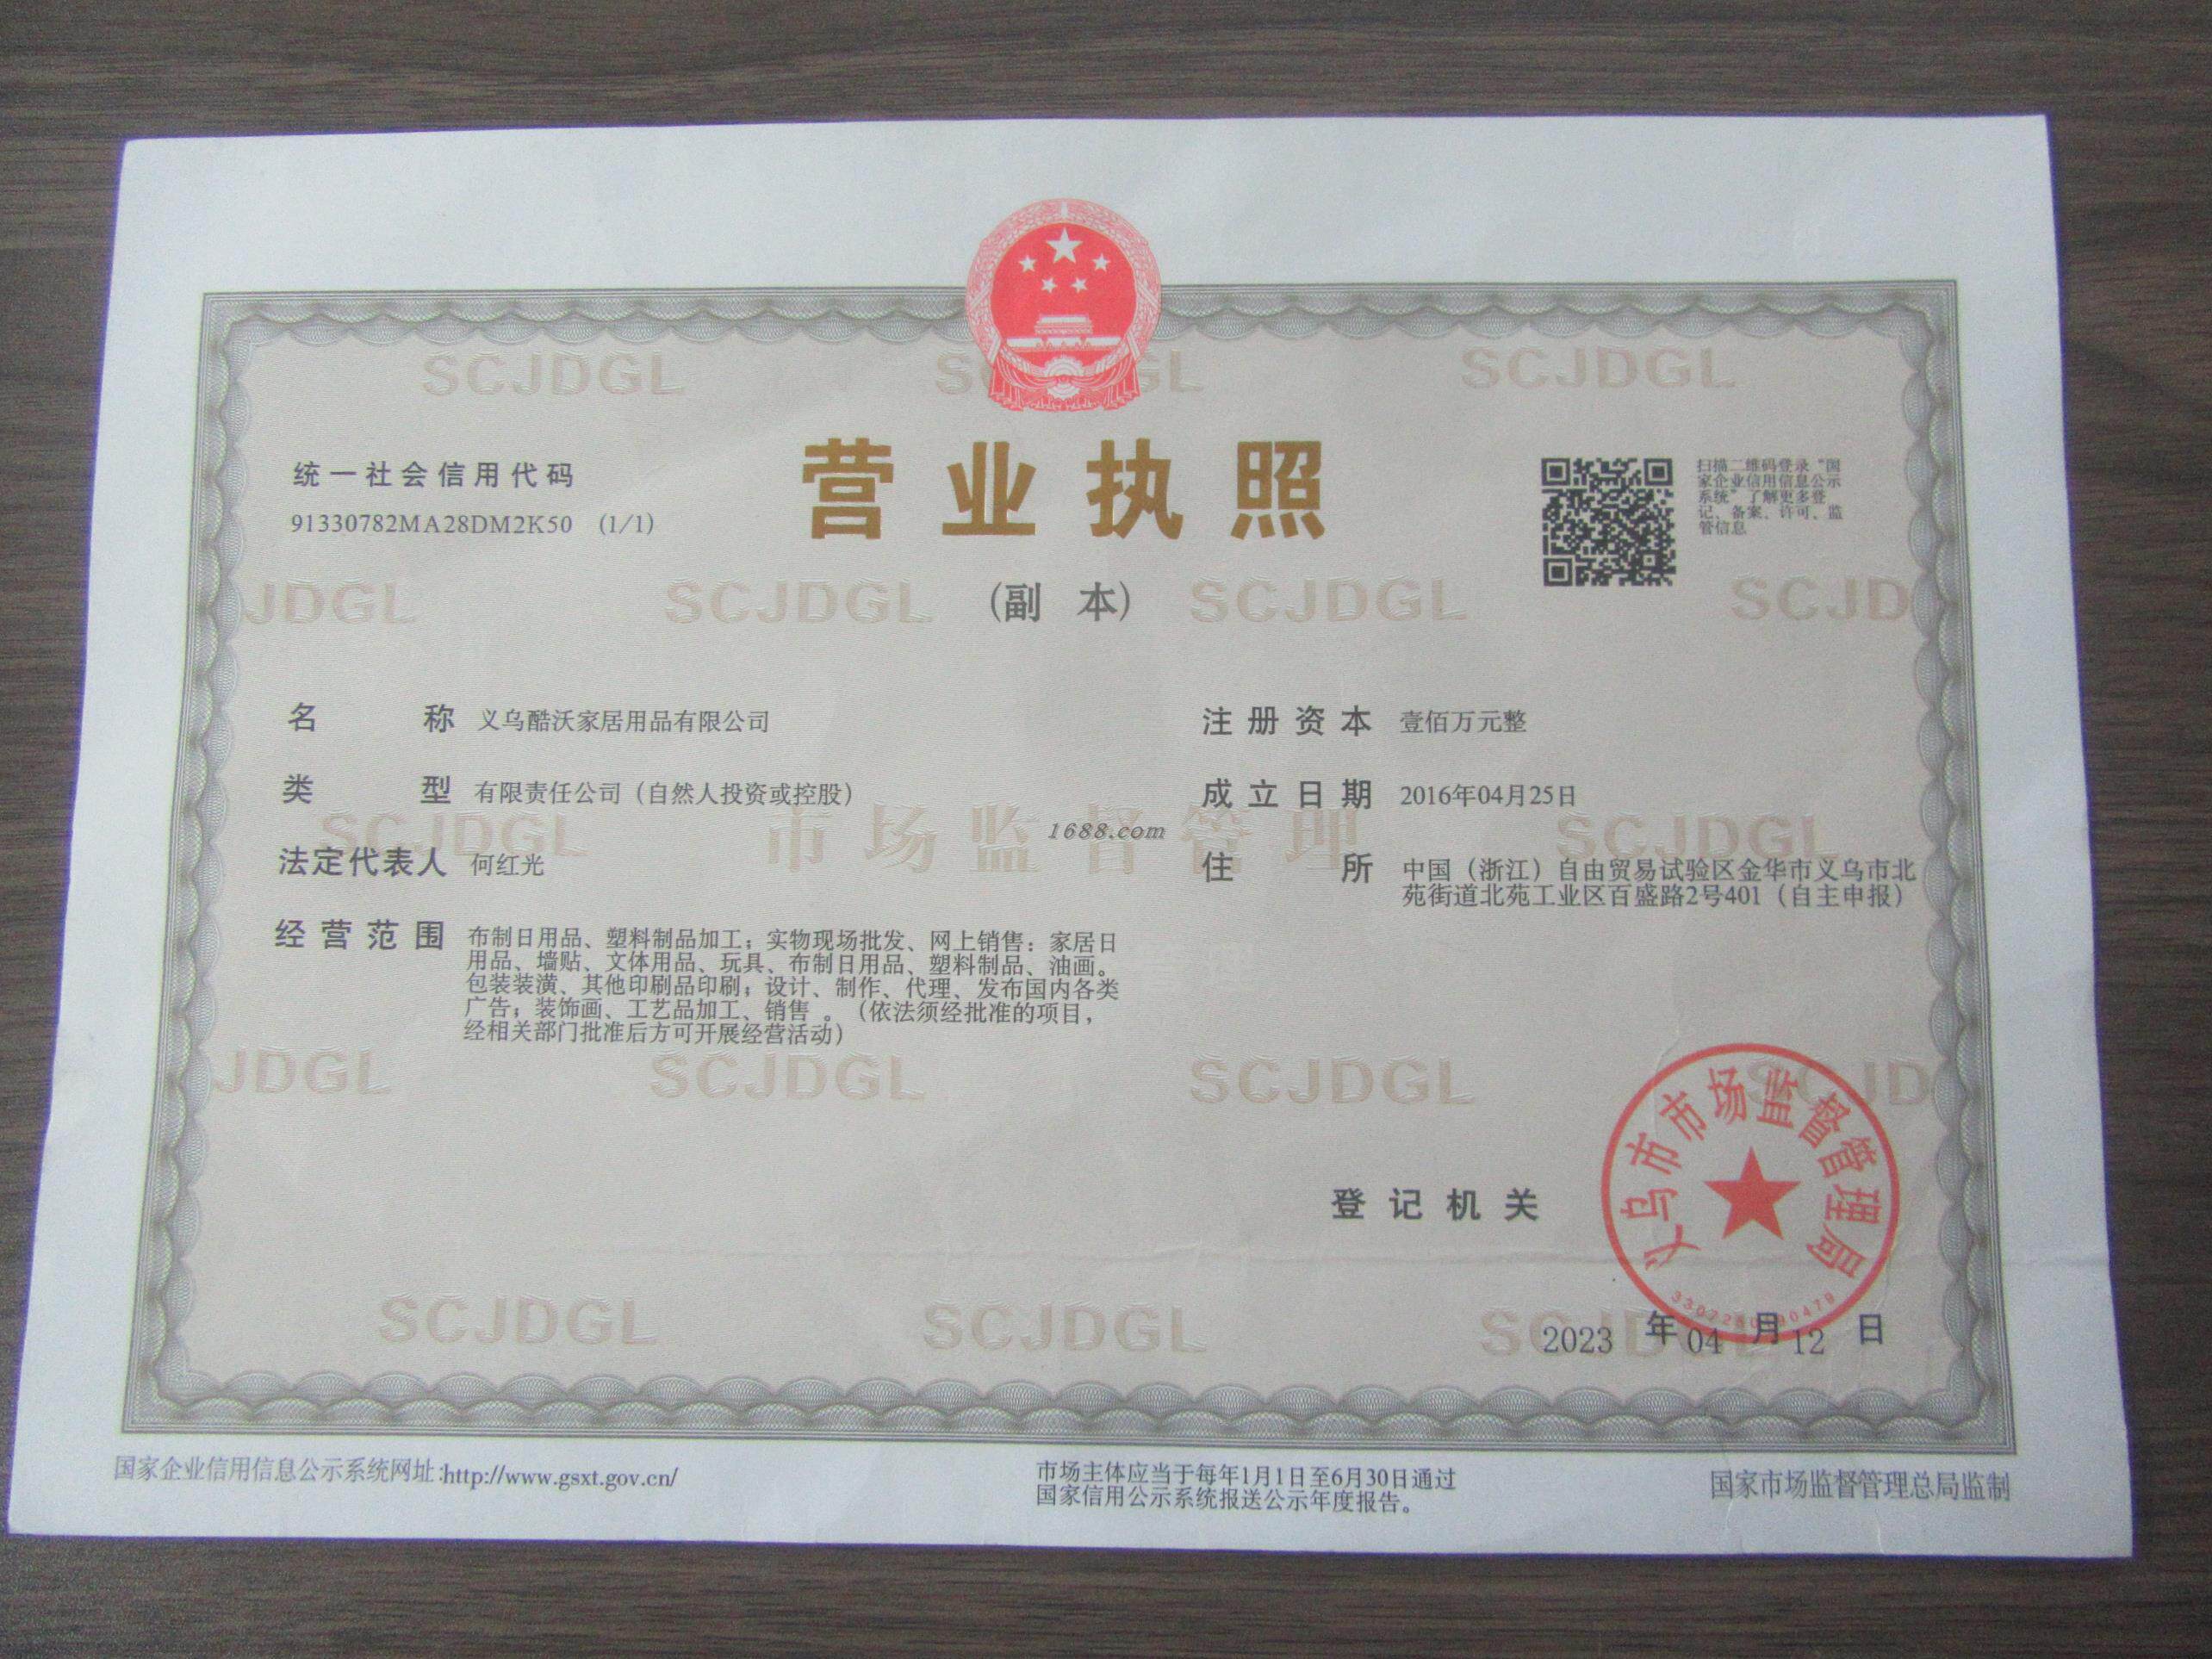 SCJDGL
SCJDGL
统一社会信用代码
91330782MA28DM2K50 (1/1)
营业执照
(副 本)
扫描二维码登录“国
家企业信用信息公示
系统”了解更多登
记、备案、许可、监
管信息
JDGL SCJDGL SCJDGL SCJD
名 称 义乌酷沃家居用品有限公司
类 型 有限责任公司（自然人投资或控股）
法定代表人 何红光
经营范围 布制日用品、塑料制品加工；实物现场批发、网上销售：家居日
用品、墙贴、文体用品、玩具、布制日用品、塑料制品、油画。
包装装潢、其他印刷品印刷；设计、制作、代理、发布国内各类
广告；装饰画、工艺品加工、销售 。（依法须经批准的项目，
经相关部门批准后方可开展经营活动）
注册资本 壹佰万元整
成立日期 2016年04月25日
住 所 中国（浙江）自由贸易试验区金华市义乌市北
苑街道北苑工业区百盛路2号401（自主申报）
SCJDGL 市场监督管理 SCJDGL
1688.com
JDGL SCJDGL SCJDGL SCJD
登记机关
义乌市市场监督管理局
2023 年 04 月 12 日
SCJDGL SCJDGL SCJDGL
国家企业信用信息公示系统网址:http://www.gsxt.gov.cn/
市场主体应当于每年1月1日至6月30日通过
国家信用公示系统报送公示年度报告。
国家市场监督管理总局监制